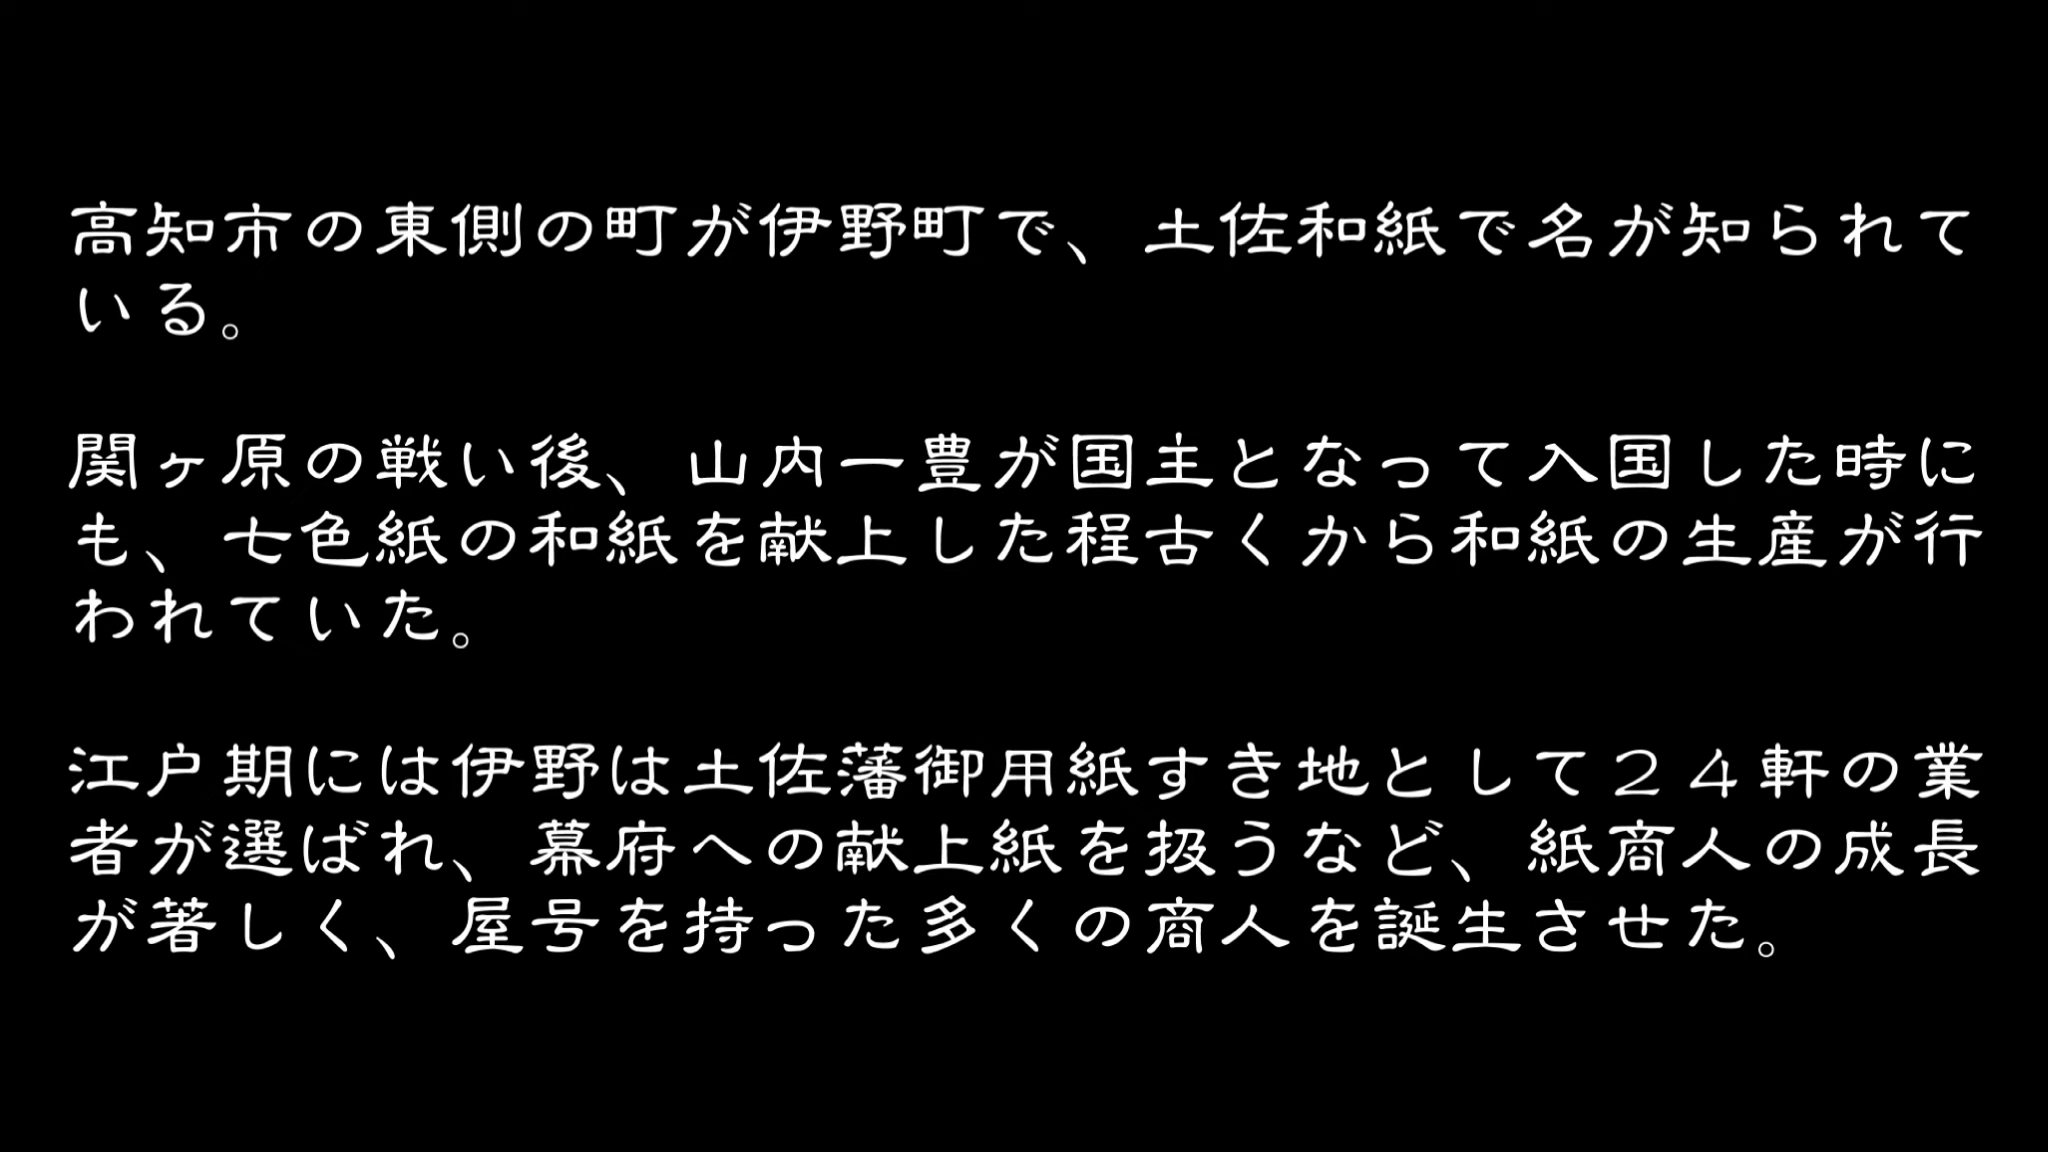 高知市の東側の町が伊野町で、土佐和紙で名が知られて
いる。
関ヶ原の戦い後、山内一豊が国主となって入国した時に
も、七色紙の和紙を献上した程古くから和紙の生産が行
われていた。
江戸期には伊野は土佐藩御用紙すき地として２４軒の業
者が選ばれ、幕府への献上紙を扱うなど、紙商人の成長
が著しく、屋号を持った多くの商人を誕生させた。